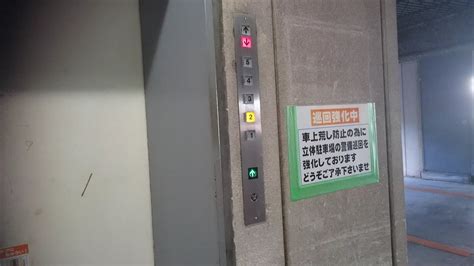 5
4
3
2
1
巡回強化中
車上荒し防止の為に
立体駐車場の警備巡回を
強化しております
どうぞご了承下さいませ